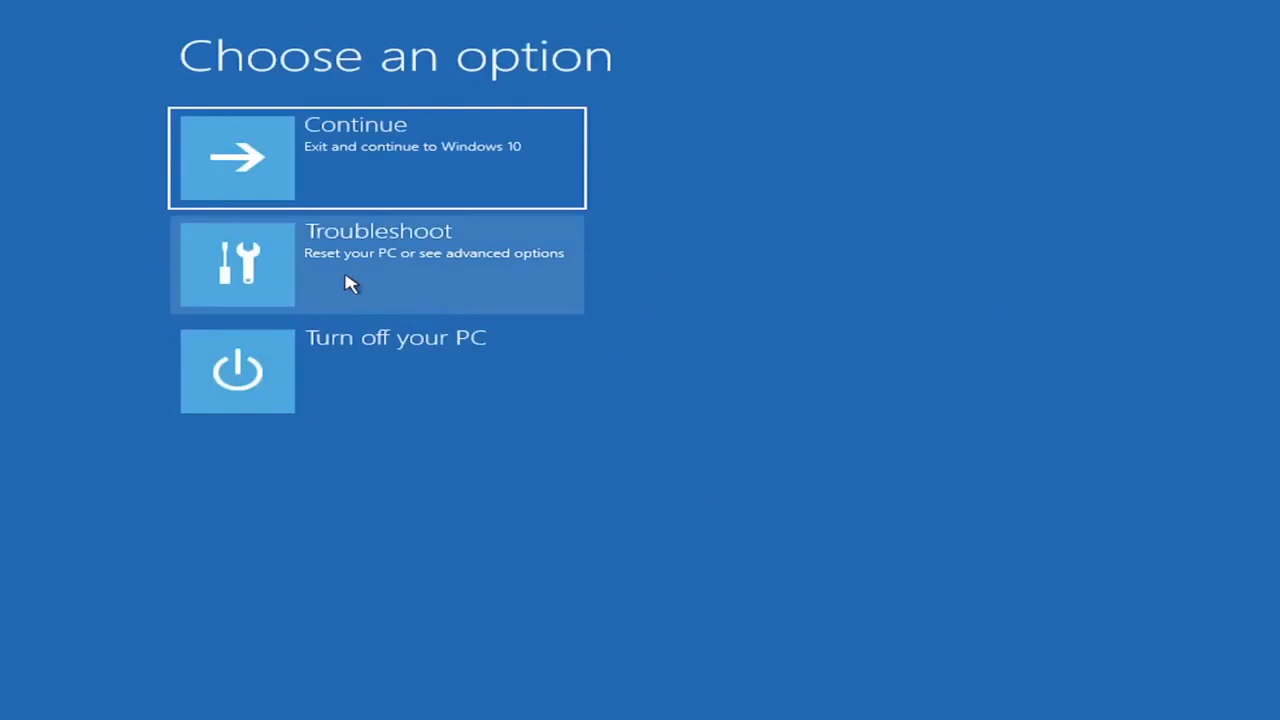 Choose an option
Continue
Exit and continue to Windows 10
Troubleshoot
Reset your PC or see advanced options
Turn off your PC